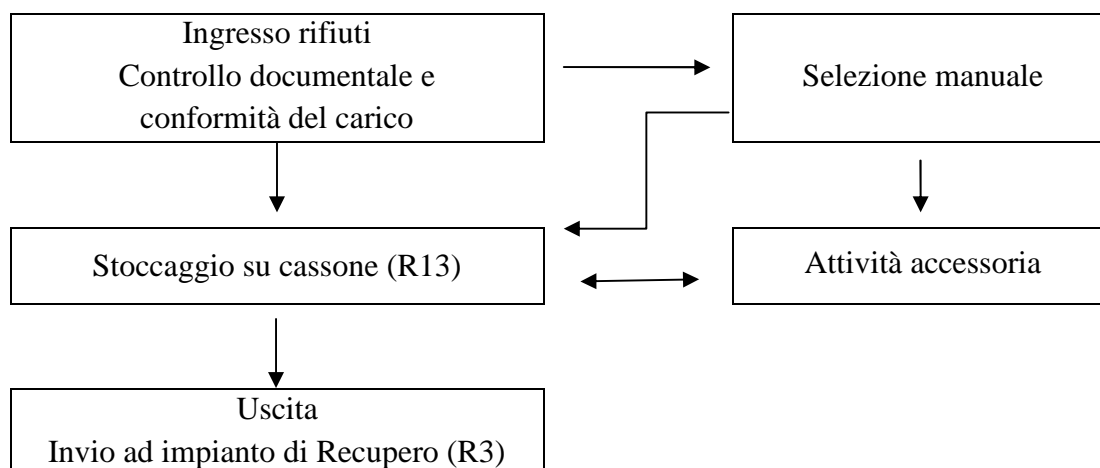 Ingresso rifiuti
Controllo documentale e
conformità del carico
Selezione manuale
Stoccaggio su cassone (R13)
Attività accessoria
Uscita
Invio ad impianto di Recupero (R3)